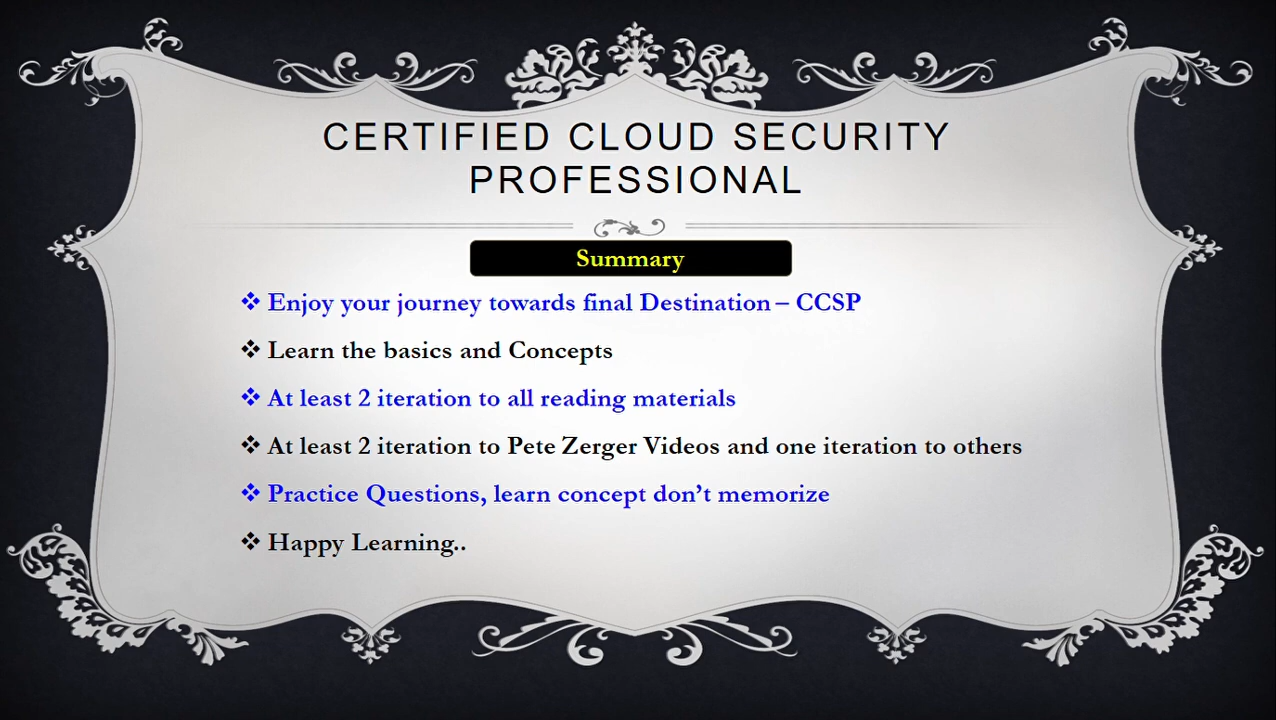 CERTIFIED CLOUD SECURITY
PROFESSIONAL
Summary
❖ Enjoy your journey towards final Destination – CCSP
❖ Learn the basics and Concepts
❖ At least 2 iteration to all reading materials
❖ At least 2 iteration to Pete Zerger Videos and one iteration to others
❖ Practice Questions, learn concept don’t memorize
❖ Happy Learning..